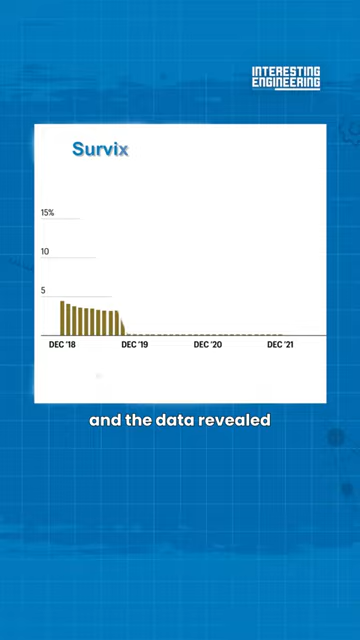 INTERESTING
ENGINEERING
Survix
15%
10
5
DEC '18
DEC '19
DEC '20
DEC '21
and the data revealed